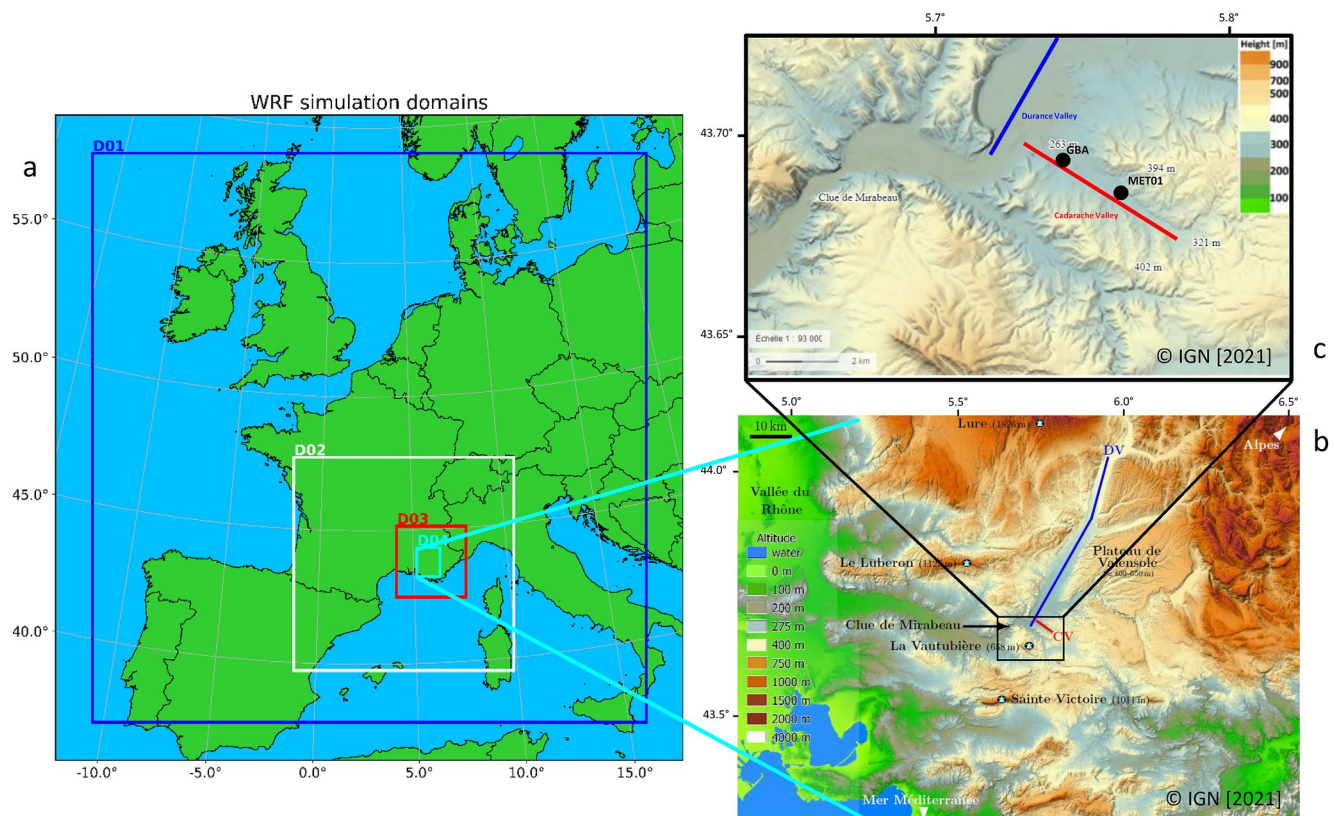 WRF simulation domains
a
D01
D02
D03
D04
55.0°
50.0°
45.0°
40.0°
-10.0°
-5.0°
0.0°
5.0°
10.0°
15.0°
5.7°
5.8°
43.70°
43.65°
Height [m]
900
700
500
400
300
200
100
Durance Valley
263 m
GBA
394 m
MET01
Clue de Mirabeau
Cadarache Valley
321 m
402 m
Échelle 1 : 93 000
0
2 km
© IGN [2021]
c
5.0°
5.5°
6.0°
6.5°
44.0°
43.5°
10 km
Lure (1826 m)
Alpes
b
DV
Vallée du
Rhône
Altitude
water
0 m
100 m
200 m
275 m
400 m
750 m
1000 m
1500 m
2000 m
4000 m
Le Luberon
Plateau de
Valensole
600-650 m)
Clue de Mirabeau
CV
La Vautubière
Sainte Victoire (1011 m)
Mer Méditerranée
© IGN [2021]